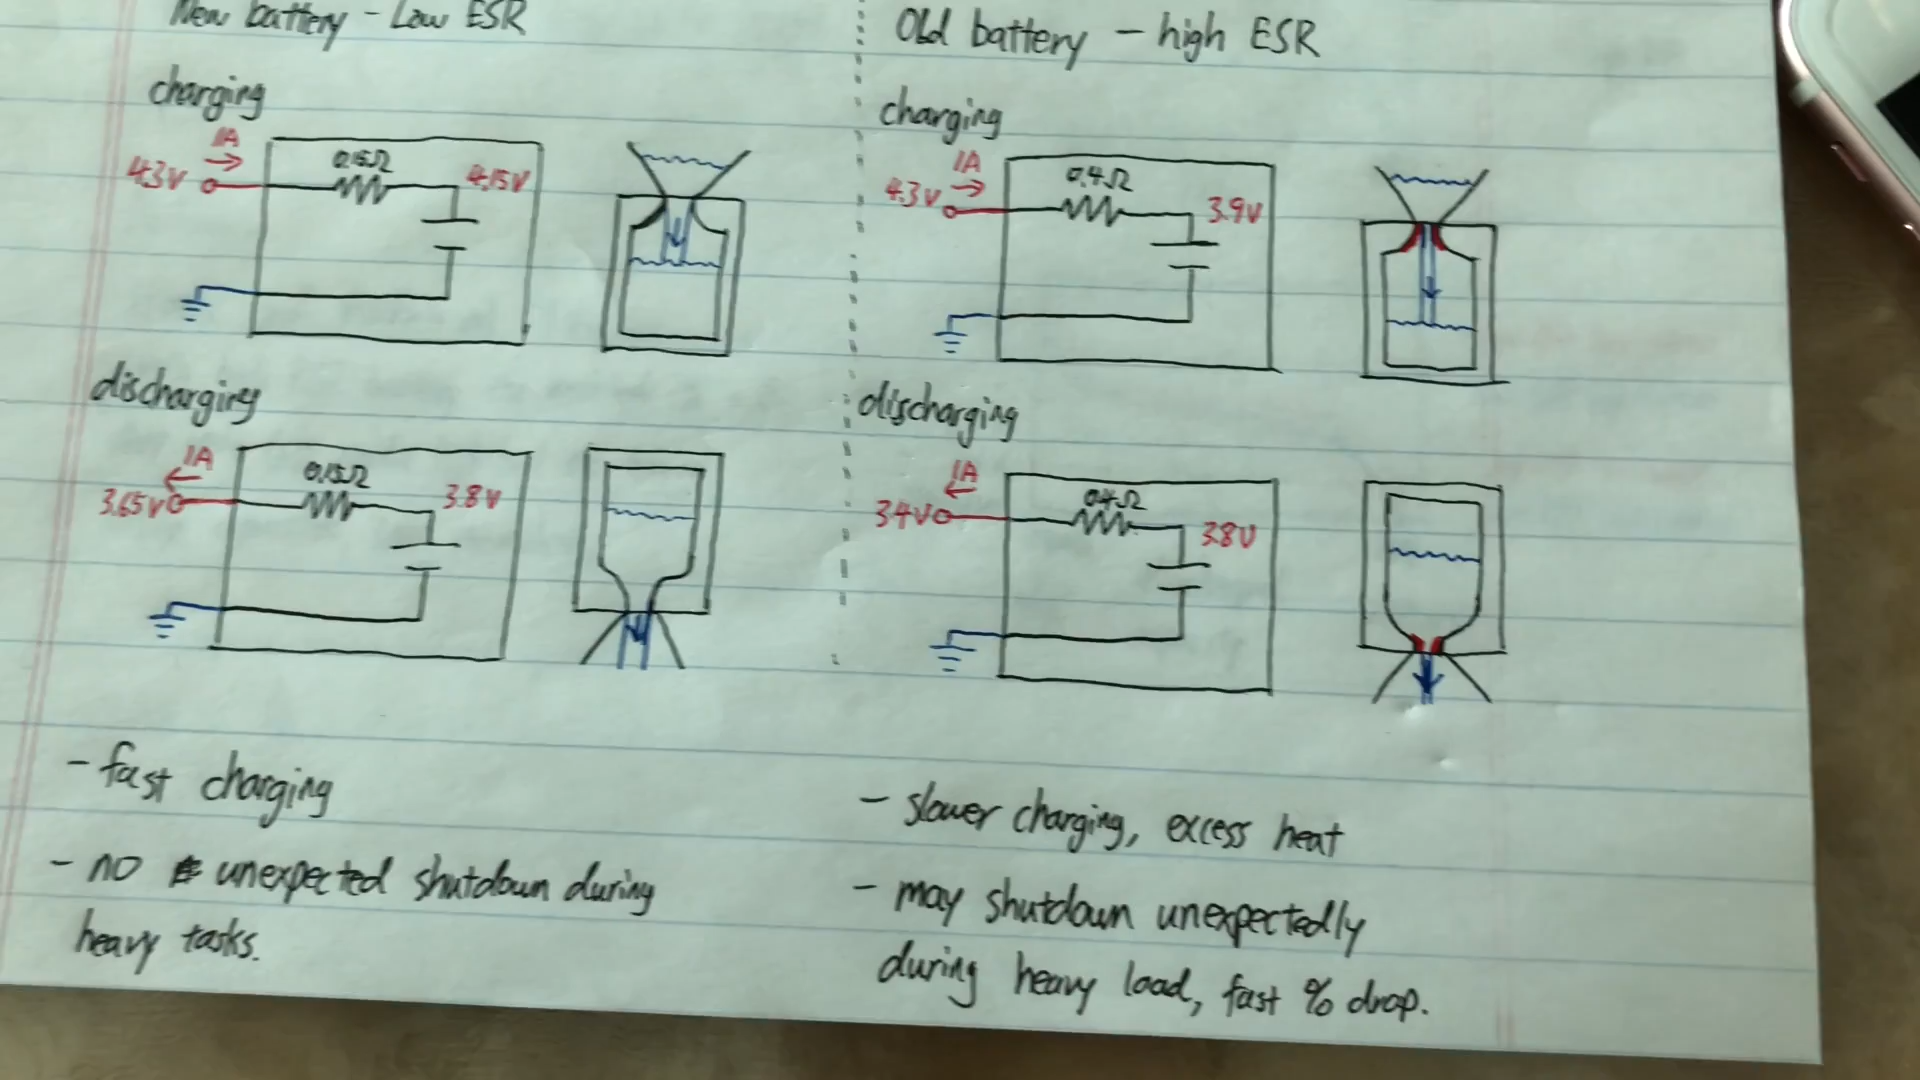 New battery - Low ESR
charging
1A
4.3V
0.15Ω
4.15V
discharging
1A
3.65V
0.15Ω
3.8V
- fast charging
- no unexpected shutdown during
heavy tasks.
Old battery - high ESR
charging
1A
4.3V
0.4Ω
3.9V
discharging
1A
3.4V
0.4Ω
3.8V
- slower charging, excess heat
- may shutdown unexpectedly
during heavy load, fast % drop.